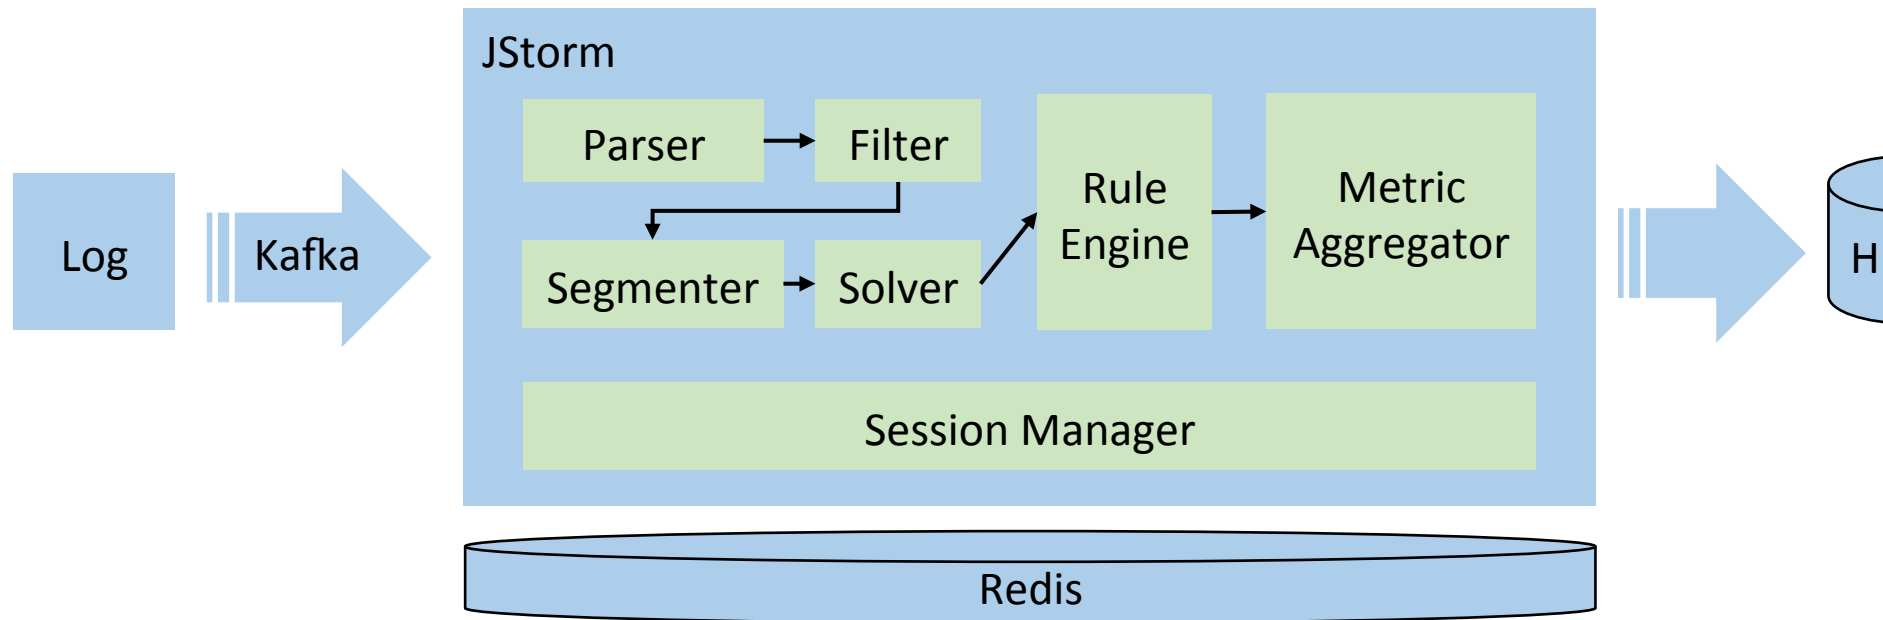 JStorm
Parser
Filter
Rule
Engine
Metric
Aggregator
Log
Kafka
Segmenter
Solver
Session Manager
Redis